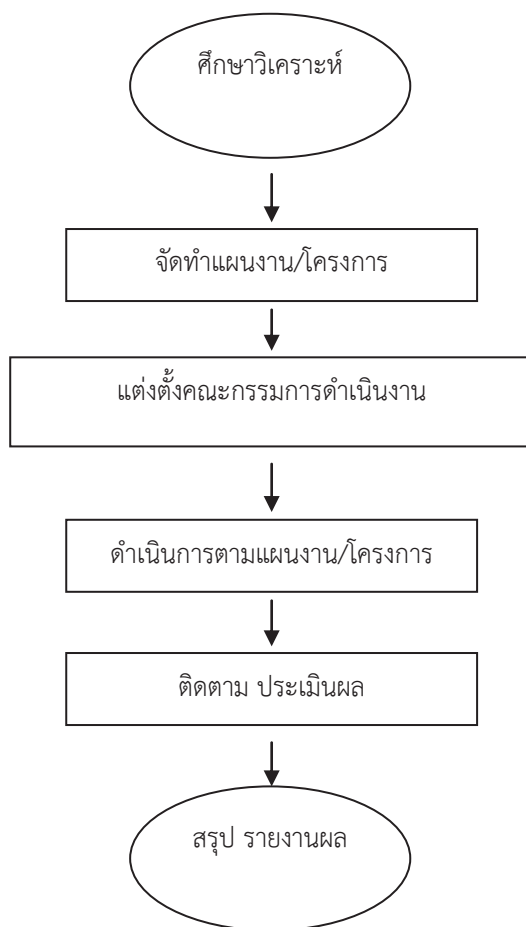 ศึกษาวิเคราะห์
จัดทำแผนงาน/โครงการ
แต่งตั้งคณะกรรมการดำเนินงาน
ดำเนินการตามแผนงาน/โครงการ
ติดตาม ประเมินผล
สรุป รายงานผล